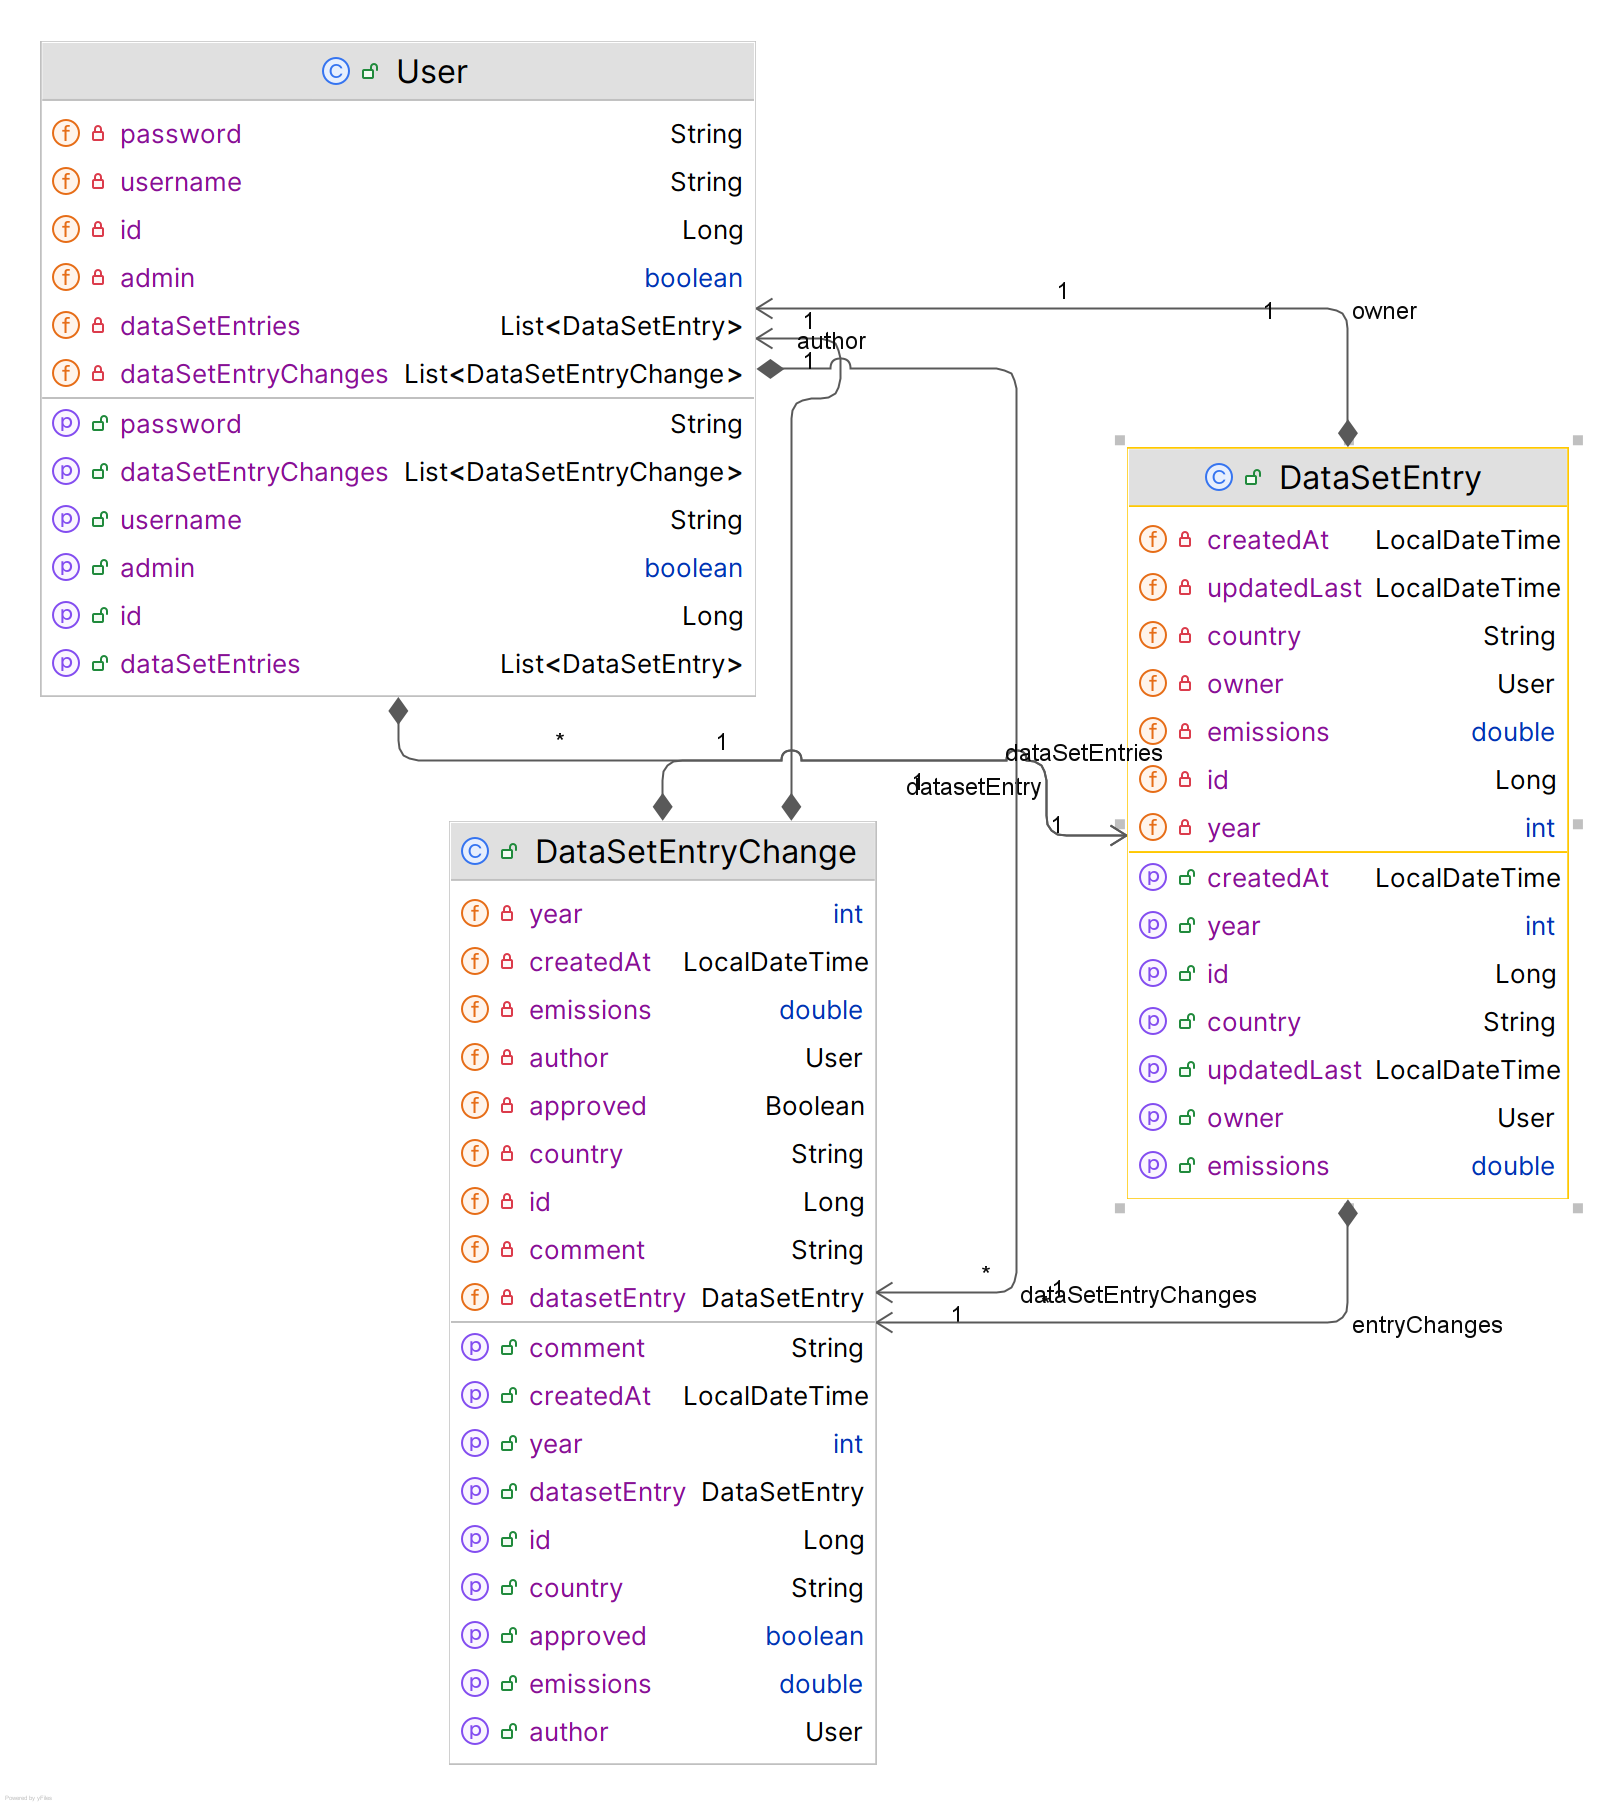 User
password String
username String
id Long
admin boolean
dataSetEntries List<DataSetEntry>
dataSetEntryChanges List<DataSetEntryChange>
password String
dataSetEntryChanges List<DataSetEntryChange>
username String
admin boolean
id Long
dataSetEntries List<DataSetEntry>
1
1
owner
1
author
1
DataSetEntry
createdAt LocalDateTime
updatedLast LocalDateTime
country String
owner User
emissions double
id Long
year int
createdAt LocalDateTime
year int
id Long
country String
updatedLast LocalDateTime
owner User
emissions double
*
1
dataSetEntries
1
datasetEntry
1
DataSetEntryChange
year int
createdAt LocalDateTime
emissions double
author User
approved Boolean
country String
id Long
comment String
datasetEntry DataSetEntry
comment String
createdAt LocalDateTime
year int
datasetEntry DataSetEntry
id Long
country String
approved boolean
emissions double
author User
*
1
dataSetEntryChanges
*
1
entryChanges
Powered by yFiles